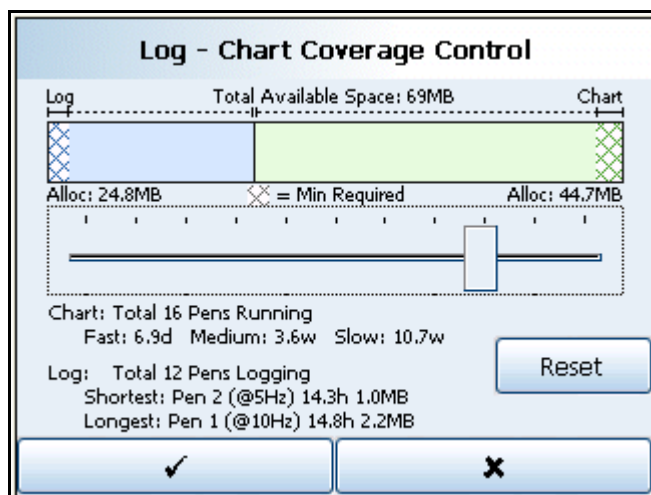 Log - Chart Coverage Control
Log Total Available Space: 69MB Chart
Alloc: 24.8MB = Min Required Alloc: 44.7MB
Chart: Total 16 Pens Running
Fast: 6.9d Medium: 3.6w Slow: 10.7w
Log: Total 12 Pens Logging
Shortest: Pen 2 (@5Hz) 14.3h 1.0MB
Longest: Pen 1 (@10Hz) 14.8h 2.2MB
Reset